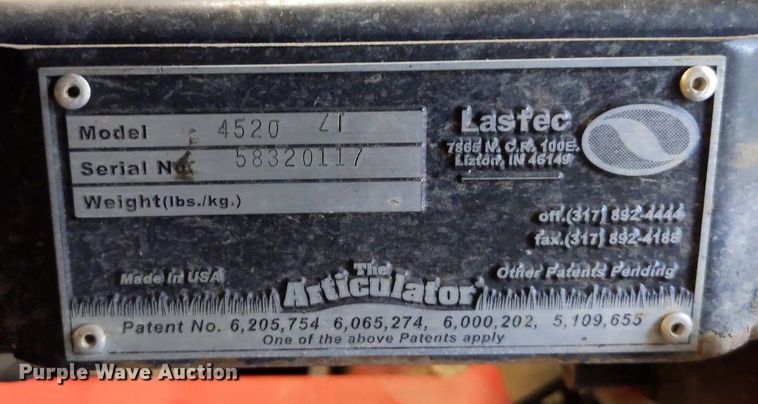 Model 4520 ZT
Serial No. 58320117
Weight(lbs./kg.)
Lastec
7865 N. C.R. 100E.
Lizton, IN 46149
off.(317) 892-4444
fax.(317) 892-4188
Made in USA
The
Articulator
Other Patents Pending
Patent No. 6,205,754 6,065,274, 6,000,202, 5,109,655
One of the above Patents apply
Purple Wave Auction